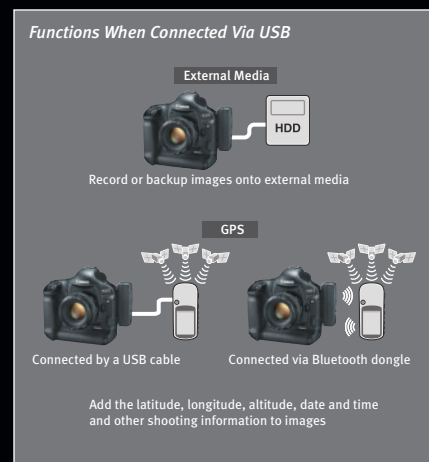 Functions When Connected Via USB
External Media
HDD
Record or backup images onto external media
GPS
Connected by a USB cable
Connected via Bluetooth dongle
Add the latitude, longitude, altitude, date and time
and other shooting information to images